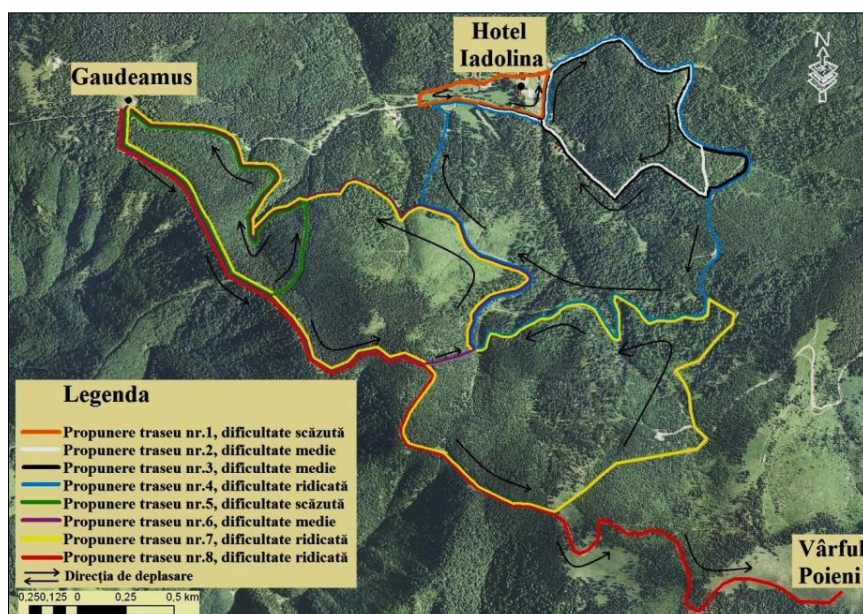 Gaudeamus
Hotel
Iadolina
N
Legenda
Propunere traseu nr.1, dificultate scăzută
Propunere traseu nr.2, dificultate medie
Propunere traseu nr.3, dificultate medie
Propunere traseu nr.4, dificultate ridicată
Propunere traseu nr.5, dificultate scăzută
Propunere traseu nr.6, dificultate medie
Propunere traseu nr.7, dificultate ridicată
Propunere traseu nr.8, dificultate ridicată
Direcția de deplasare
0,250,125 0 0,25 0,5 km
Vârful
Poieni